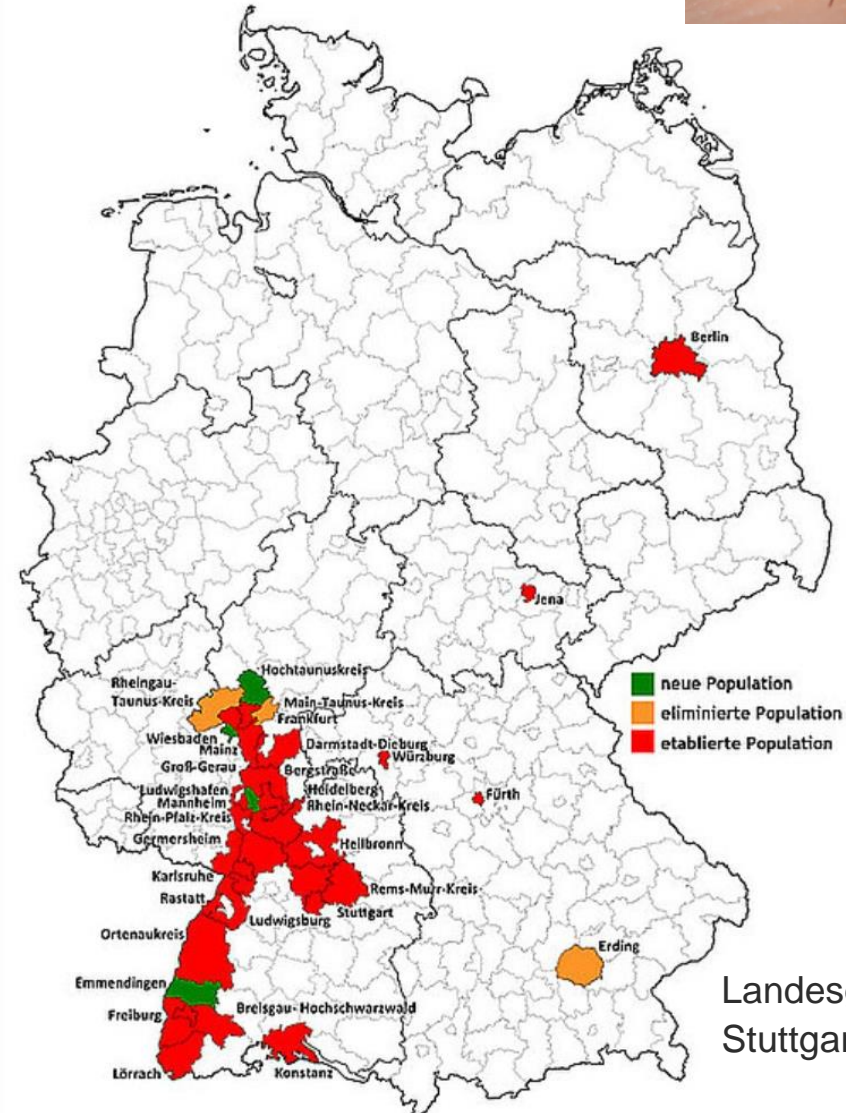 Berlin
Jena
Hochtaunuskreis
Rheingau-
Taunus-Kreis
Main-Taunus-Kreis
Frankfurt
Wiesbaden
Mainz
Darmstadt-Dieburg
Würzburg
Groß-Gerau
Bergstraße
Ludwigshafen
Heidelberg
Mannheim
Rhein-Neckar-Kreis
Rhein-Pfalz-Kreis
Fürth
Germersheim
Heilbronn
Karlsruhe
Rems-Murr-Kreis
Rastatt
Stuttgart
Ludwigsburg
Ortenaukreis
Erding
Emmendingen
Freiburg
Breisgau-Hochschwarzwald
Lörrach
Konstanz
neue Population
eliminierte Population
etablierte Population